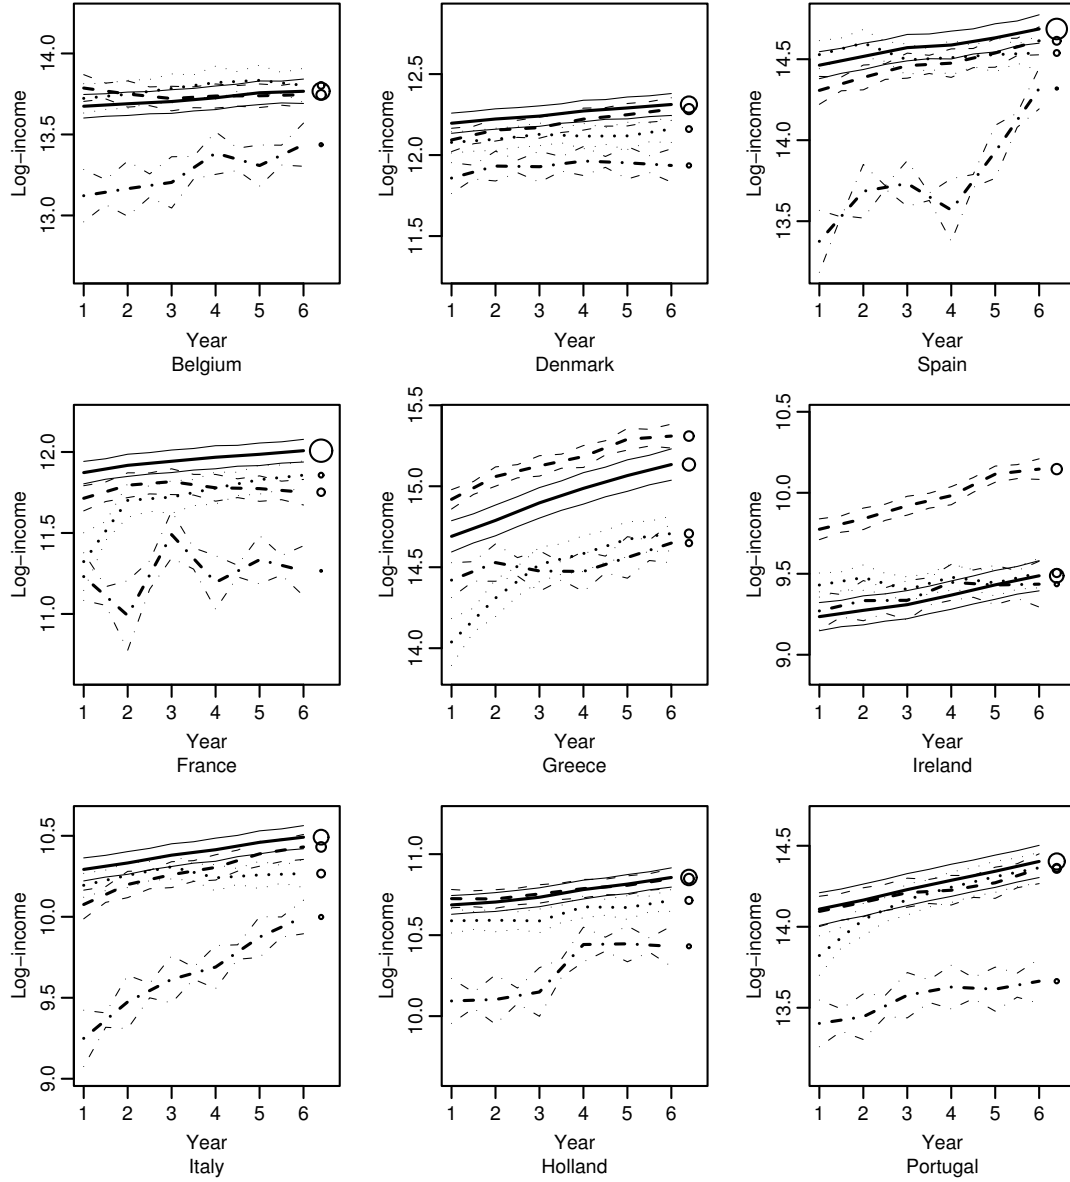 Log−income
14.0
13.5
13.0
1 2 3 4 5 6
Year
Belgium
Log−income
12.5
12.0
11.5
1 2 3 4 5 6
Year
Denmark
Log−income
14.5
14.0
13.5
1 2 3 4 5 6
Year
Spain
Log−income
12.0
11.5
11.0
1 2 3 4 5 6
Year
France
Log−income
15.5
15.0
14.5
14.0
1 2 3 4 5 6
Year
Greece
Log−income
10.5
10.0
9.5
9.0
1 2 3 4 5 6
Year
Ireland
Log−income
10.5
10.0
9.5
9.0
1 2 3 4 5 6
Year
Italy
Log−income
11.0
10.5
10.0
1 2 3 4 5 6
Year
Holland
Log−income
14.5
14.0
13.5
1 2 3 4 5 6
Year
Portugal